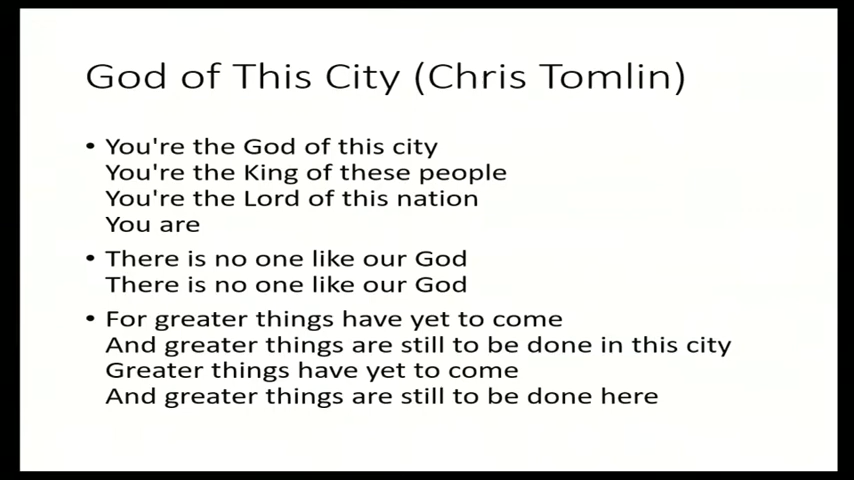 God of This City (Chris Tomlin)
• You're the God of this city
You're the King of these people
You're the Lord of this nation
You are
• There is no one like our God
There is no one like our God
• For greater things have yet to come
And greater things are still to be done in this city
Greater things have yet to come
And greater things are still to be done here